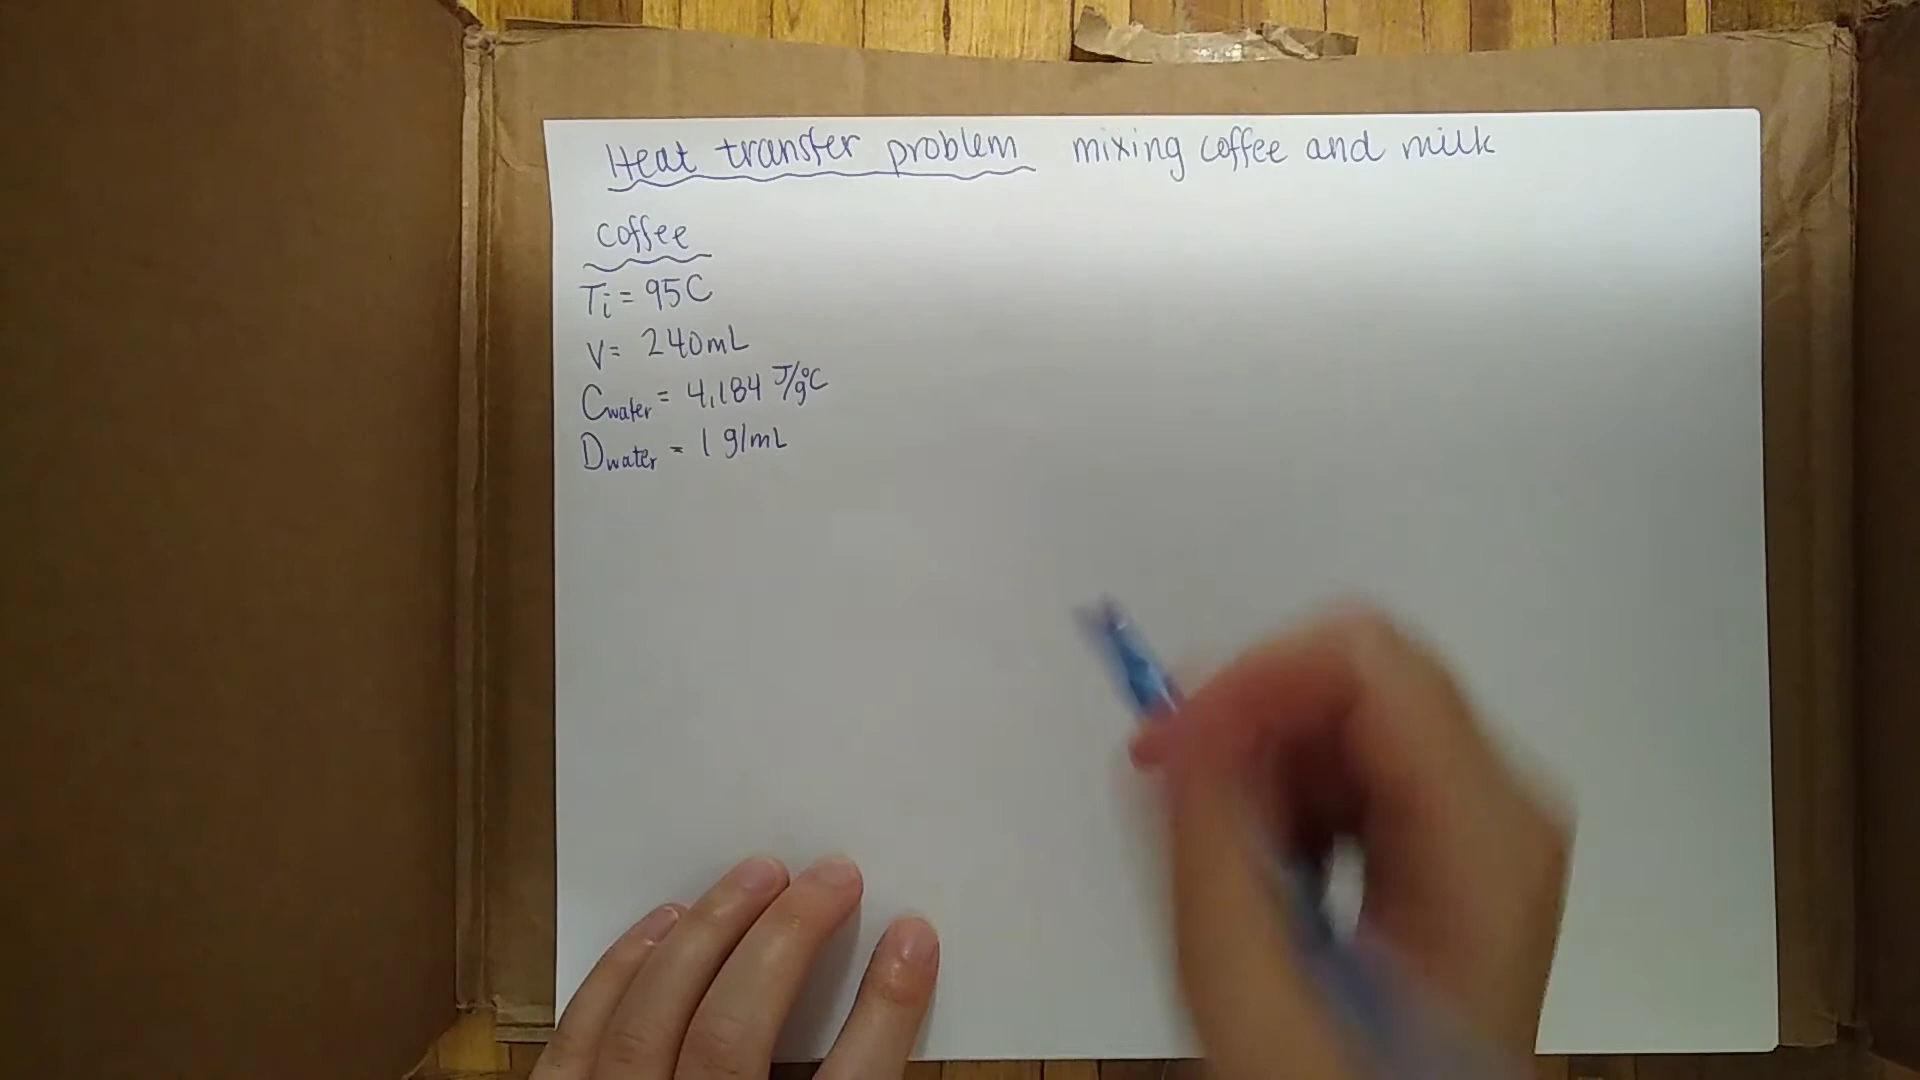 Heat transfer problem mixing coffee and milk
coffee
Ti = 95C
V = 240mL
Cwater = 4,184 J/g°C
Dwater = 1 g/mL